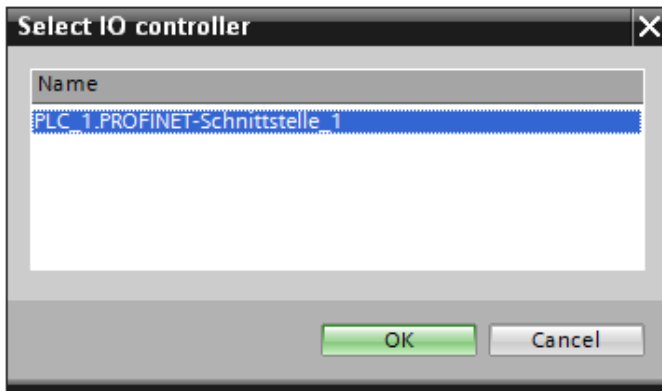 Select IO controller
Name
PLC_1.PROFINET-Schnittstelle_1
OK
Cancel